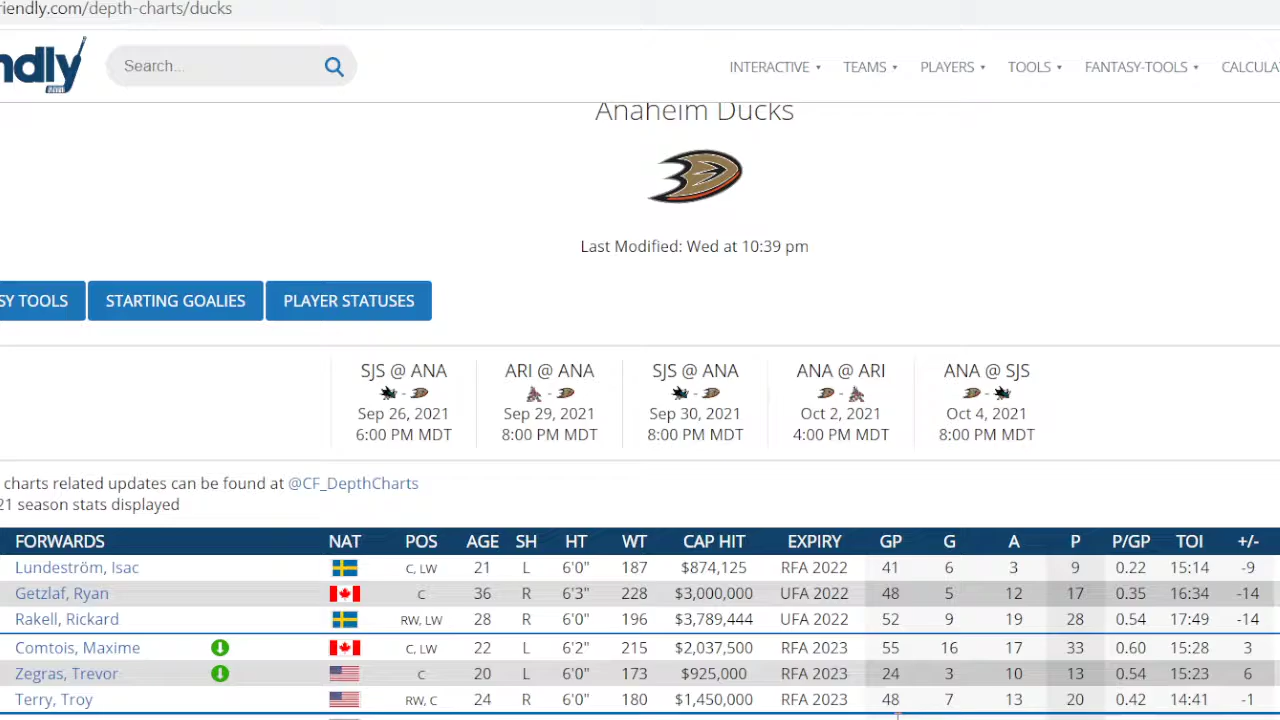 riendly.com/depth-charts/ducks
ndly
Search...
INTERACTIVE TEAMS PLAYERS TOOLS FANTASY-TOOLS CALCULA
Anaheim Ducks
Last Modified: Wed at 10:39 pm
SY TOOLS STARTING GOALIES PLAYER STATUSES
SJS @ ANA ARI @ ANA SJS @ ANA ANA @ ARI ANA @ SJS
Sep 26, 2021 Sep 29, 2021 Sep 30, 2021 Oct 2, 2021 Oct 4, 2021
6:00 PM MDT 8:00 PM MDT 8:00 PM MDT 4:00 PM MDT 8:00 PM MDT
charts related updates can be found at @CF_DepthCharts
21 season stats displayed
FORWARDS NAT POS AGE SH HT WT CAP HIT EXPIRY GP G A P P/GP TOI +/-
Lundeström, Isac C, LW 21 L 6'0" 187 $874,125 RFA 2022 41 6 3 9 0.22 15:14 -9
Getzlaf, Ryan C 36 R 6'3" 228 $3,000,000 UFA 2022 48 5 12 17 0.35 16:34 -14
Rakell, Rickard RW, LW 28 R 6'0" 196 $3,789,444 UFA 2022 52 9 19 28 0.54 17:49 -14
Comtois, Maxime C, LW 22 L 6'2" 215 $2,037,500 RFA 2023 55 16 17 33 0.60 15:28 3
Zegras, Trevor C 20 L 6'0" 173 $925,000 RFA 2023 24 3 10 13 0.54 15:23 6
Terry, Troy RW, C 24 R 6'0" 180 $1,450,000 RFA 2023 48 7 13 20 0.42 14:41 -1